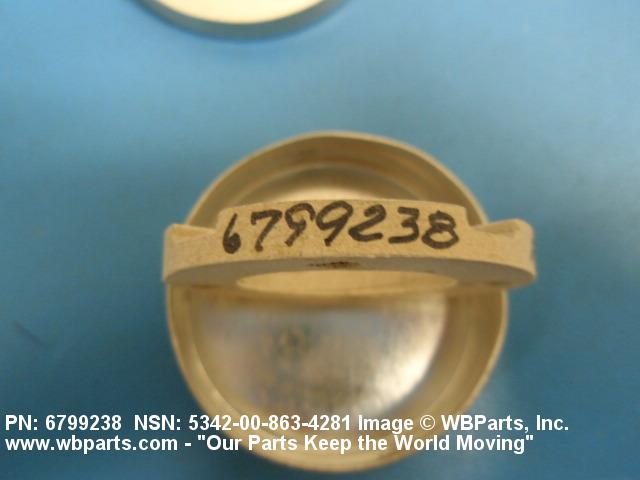 6799238
PN: 6799238 NSN: 5342-00-863-4281 Image © WBParts, Inc.
www.wbparts.com - "Our Parts Keep the World Moving"